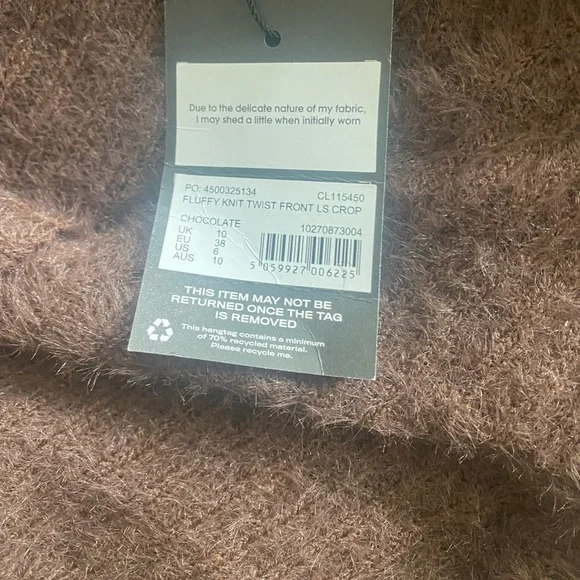 Due to the delicate nature of my fabric,
I may shed a little when initially worn
PO: 4500325134 CL115450
FLUFFY KNIT TWIST FRONT LS CROP
CHOCOLATE 10270873004
UK 10
EU 38
US 6
AUS 10
5 059927 006225
THIS ITEM MAY NOT BE
RETURNED ONCE THE TAG
IS REMOVED
This hangtag contains a minimum
of 70% recycled material.
Please recycle me.